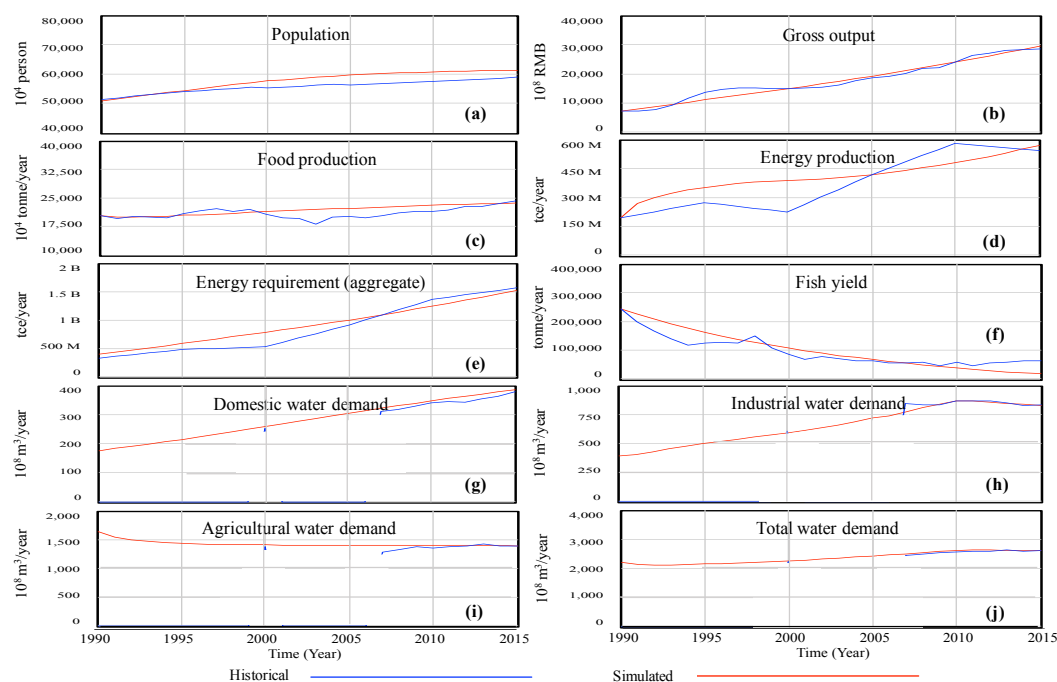 80,000
70,000
60,000
50,000
40,000
10⁴ person
Population
(a)
40,000
30,000
20,000
10,000
0
10⁸ RMB
Gross output
(b)
40,000
32,500
25,000
17,500
10,000
10⁴ tonne/year
Food production
(c)
600 M
450 M
300 M
150 M
0
tce/year
Energy production
(d)
2 B
1.5 B
1 B
500 M
0
tce/year
Energy requirement (aggregate)
(e)
400,000
300,000
200,000
100,000
tonne/year
Fish yield
(f)
400
300
200
100
0
10⁸ m³/year
Domestic water demand
(g)
1,000
750
500
250
0
10⁸ m³/year
Industrial water demand
(h)
2,000
1,500
1,000
500
0
10⁸ m³/year
Agricultural water demand
(i)
4,000
3,000
2,000
1,000
0
10⁸ m³/year
Total water demand
(j)
1990 1995 2000 2005 2010 2015
Time (Year)
1990 1995 2000 2005 2010 2015
Time (Year)
Historical
Simulated